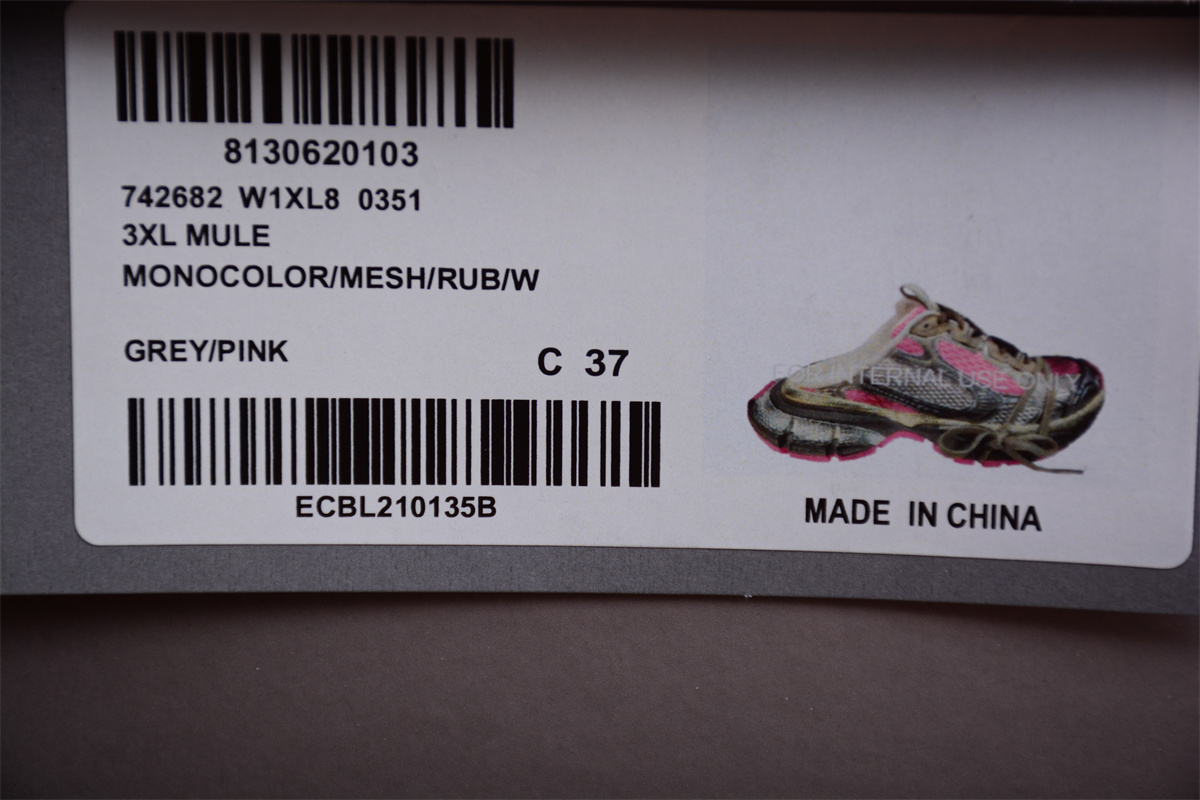 8130620103
742682 W1XL8 0351
3XL MULE
MONOCOLOR/MESH/RUB/W
GREY/PINK C 37
ECBL210135B
FOR INTERNAL USE ONLY
MADE IN CHINA